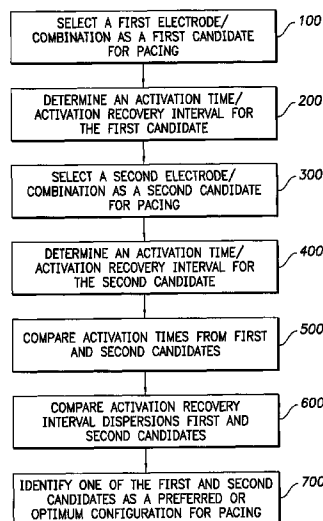 SELECT A FIRST ELECTRODE/
COMBINATION AS A FIRST CANDIDATE
FOR PACING
100
DETERMINE AN ACTIVATION TIME/
ACTIVATION RECOVERY INTERVAL FOR
THE FIRST CANDIDATE
200
SELECT A SECOND ELECTRODE/
COMBINATION AS A SECOND CANDIDATE
FOR PACING
300
DETERMINE AN ACTIVATION TIME/
ACTIVATION RECOVERY INTERVAL FOR
THE SECOND CANDIDATE
400
COMPARE ACTIVATION TIMES FROM FIRST
AND SECOND CANDIDATES
500
COMPARE ACTIVATION RECOVERY
INTERVAL DISPERSIONS FIRST AND
SECOND CANDIDATES
600
IDENTIFY ONE OF THE FIRST AND SECOND
CANDIDATES AS A PREFERRED OR
OPTIMUM CONFIGURATION FOR PACING
700